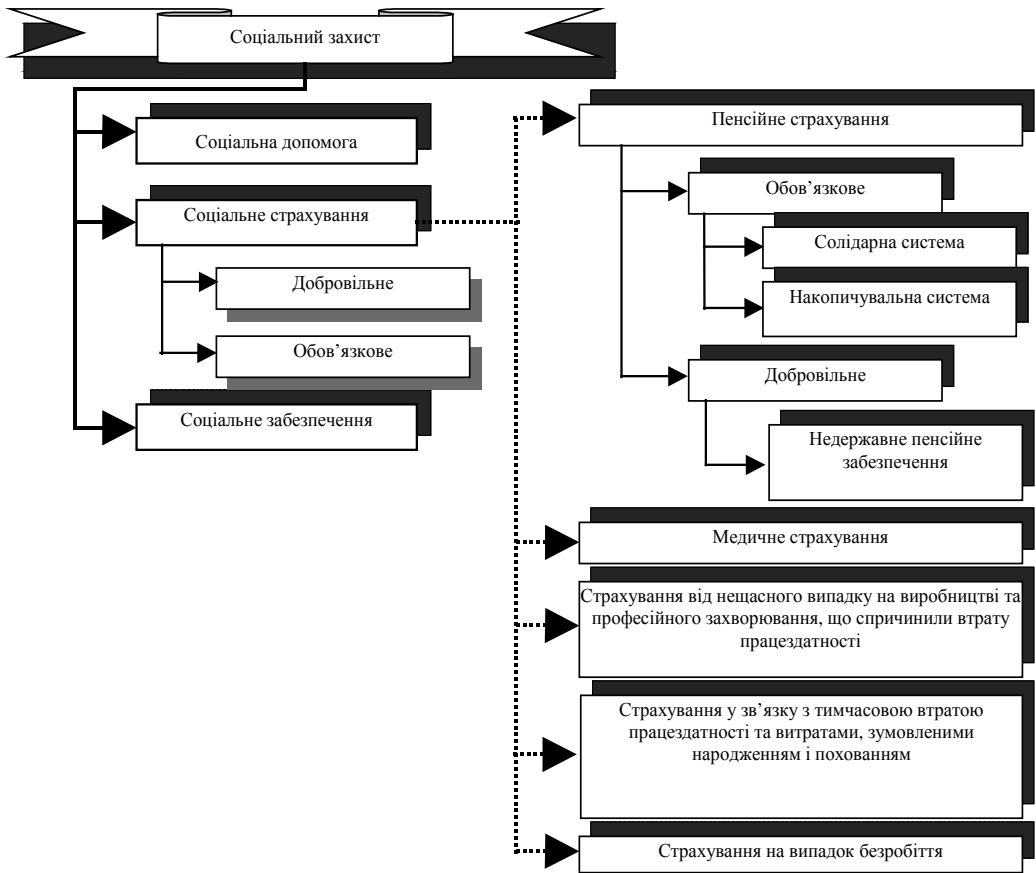 Соціальний захист
Соціальна допомога
Соціальне страхування
Добровільне
Обов’язкове
Соціальне забезпечення
Пенсійне страхування
Обов’язкове
Солідарна система
Накопичувальна система
Добровільне
Недержавне пенсійне
забезпечення
Медичне страхування
Страхування від нещасного випадку на виробництві та
професійного захворювання, що спричинили втрату
працездатності
Страхування у зв’язку з тимчасовою втратою
працездатності та витратами, зумовленими
народженням і похованням
Страхування на випадок безробіття